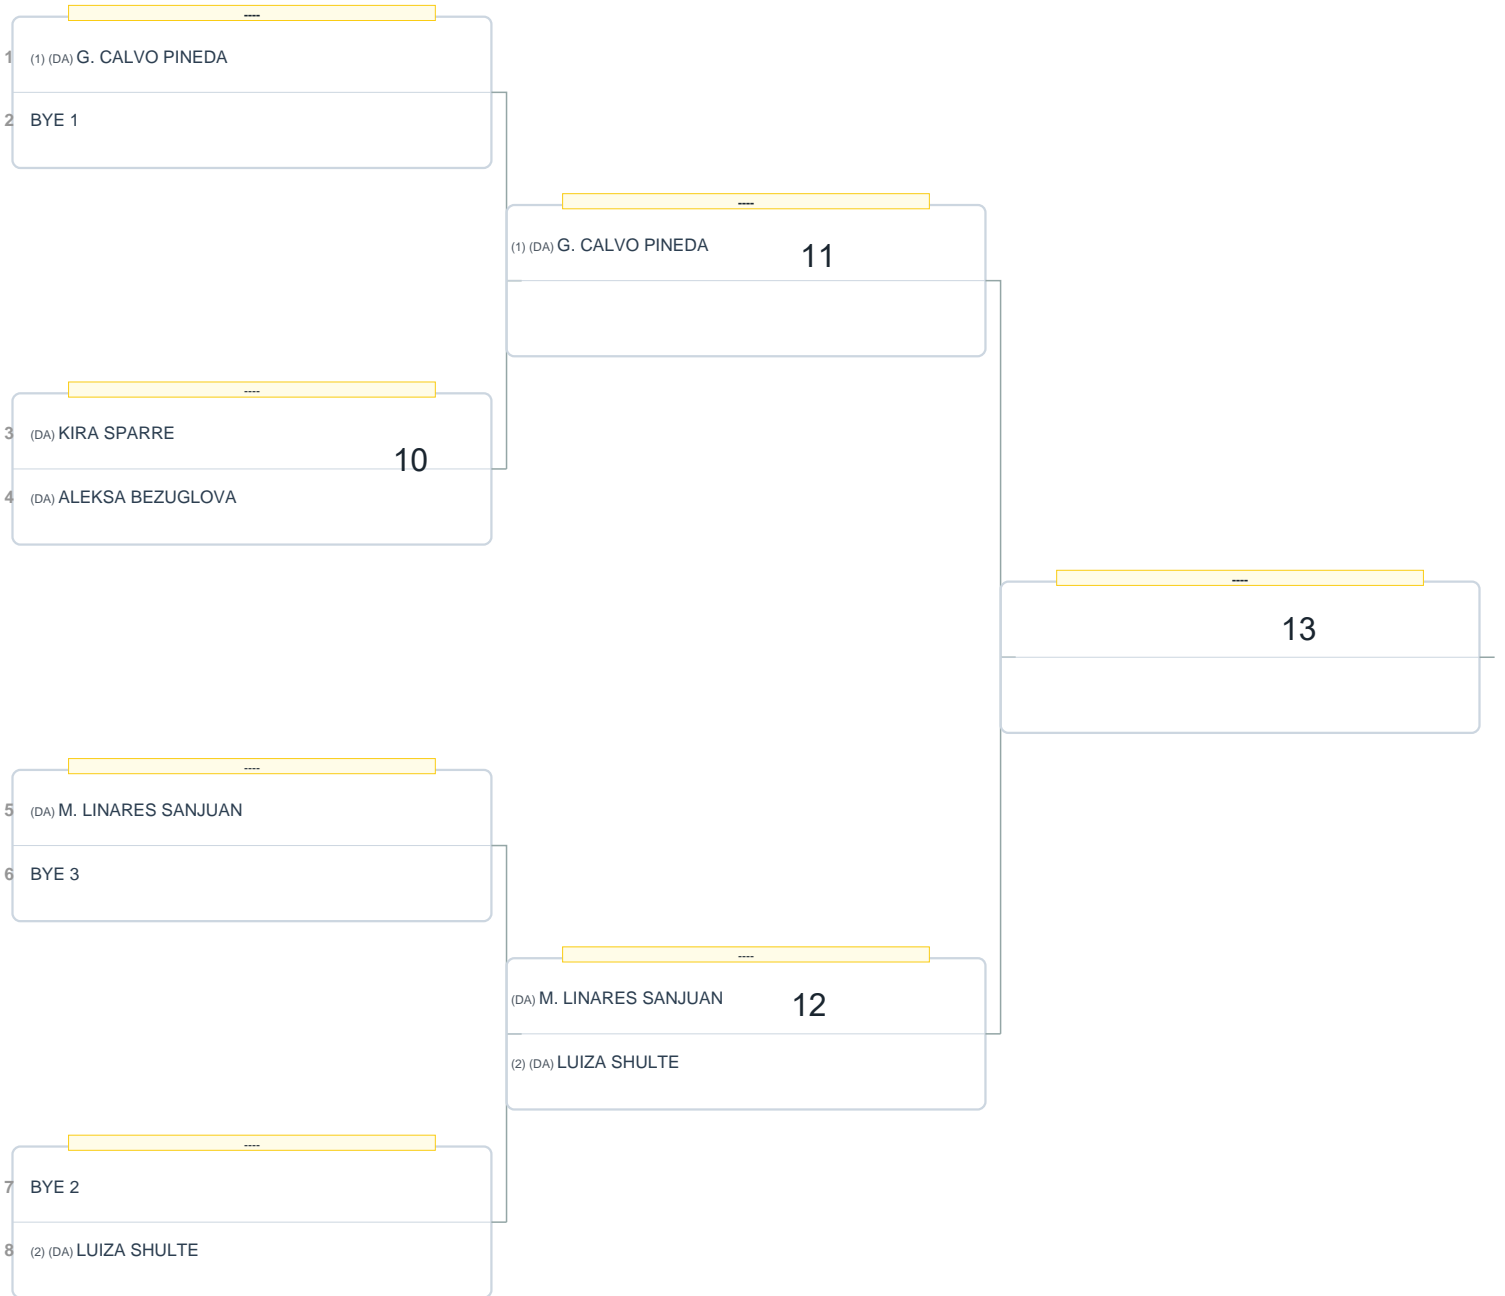 ----
1 (1) (DA) G. CALVO PINEDA
2 BYE 1
----
(1) (DA) G. CALVO PINEDA 11
----
3 (DA) KIRA SPARRE
10
4 (DA) ALEKSA BEZUGLOVA
----
13
----
5 (DA) M. LINARES SANJUAN
6 BYE 3
----
(DA) M. LINARES SANJUAN 12
(2) (DA) LUIZA SHULTE
----
7 BYE 2
8 (2) (DA) LUIZA SHULTE